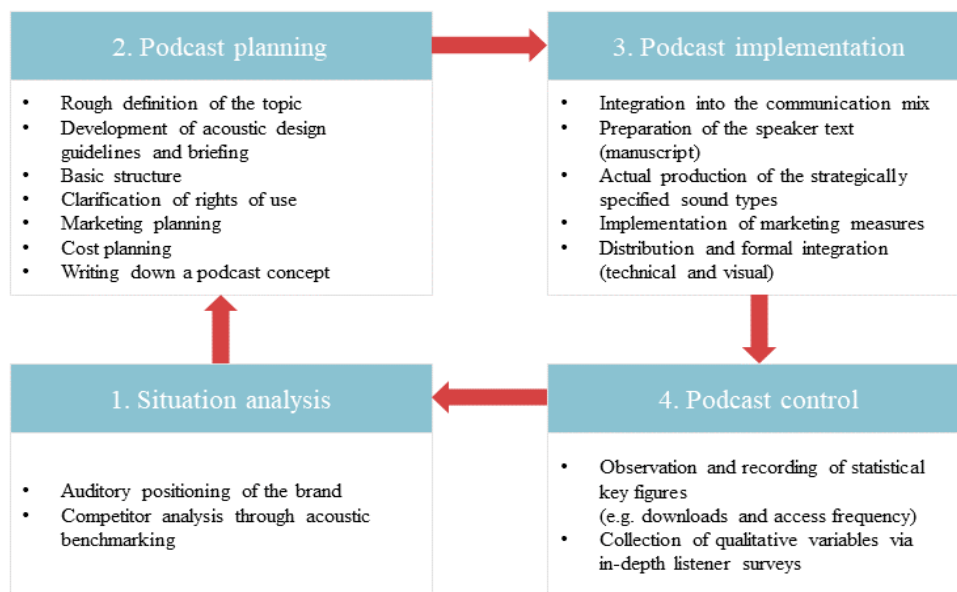 2. Podcast planning
• Rough definition of the topic
• Development of acoustic design
guidelines and briefing
• Basic structure
• Clarification of rights of use
• Marketing planning
• Cost planning
• Writing down a podcast concept
3. Podcast implementation
• Integration into the communication mix
• Preparation of the speaker text
(manuscript)
• Actual production of the strategically
specified sound types
• Implementation of marketing measures
• Distribution and formal integration
(technical and visual)
1. Situation analysis
• Auditory positioning of the brand
• Competitor analysis through acoustic
benchmarking
4. Podcast control
• Observation and recording of statistical
key figures
(e.g. downloads and access frequency)
• Collection of qualitative variables via
in-depth listener surveys